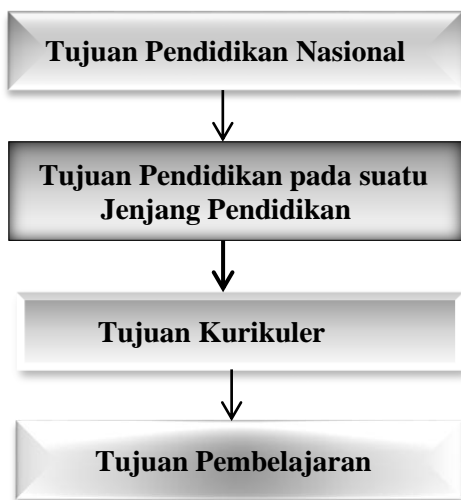 Tujuan Pendidikan Nasional
Tujuan Pendidikan pada suatu
Jenjang Pendidikan
Tujuan Kurikuler
Tujuan Pembelajaran